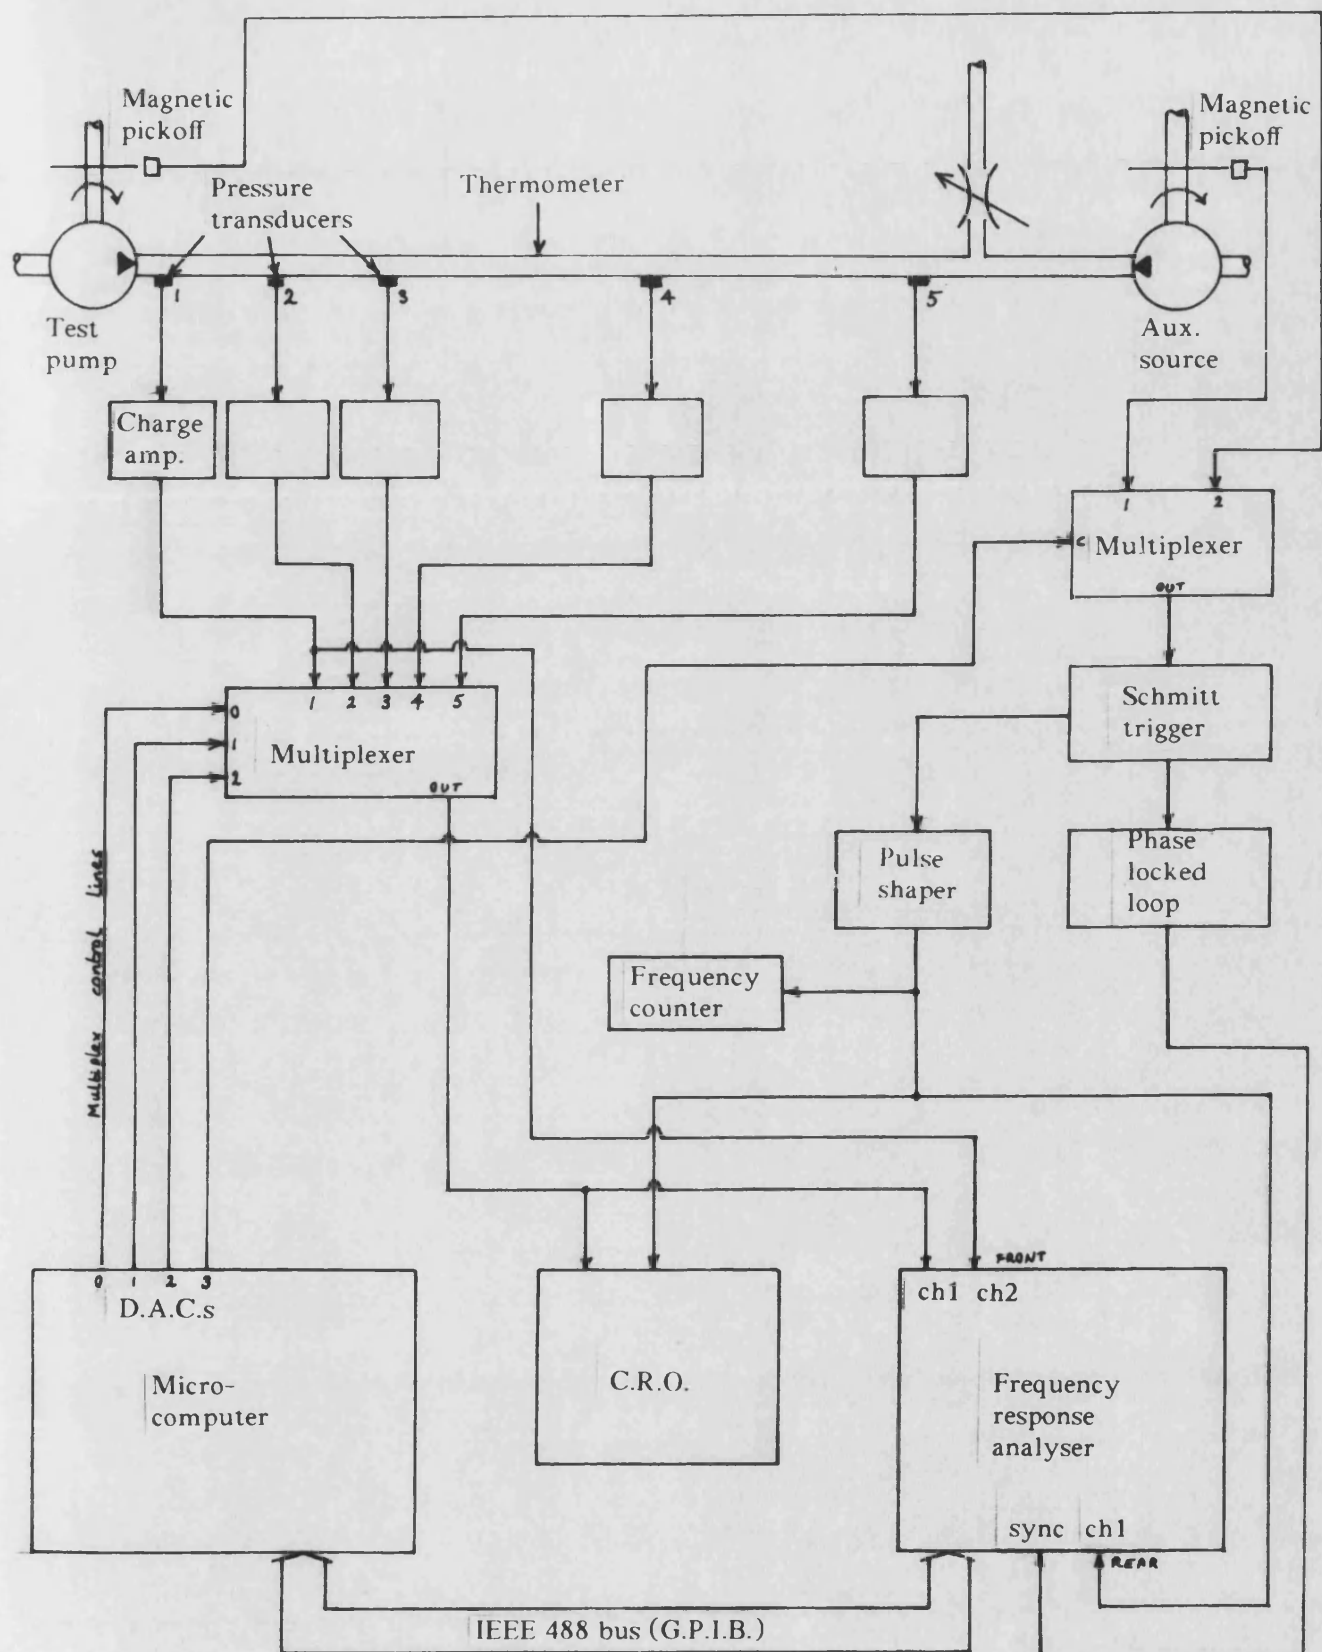 Magnetic
pickoff
Magnetic
pickoff
Pressure
transducers
Thermometer
1
2
3
4
5
Test
pump
Aux.
source
Charge
amp.
1
2
C
Multiplexer
OUT
1
2
3
4
5
0
1
2
Multiplexer
OUT
Schmitt
trigger
Pulse
shaper
Phase
locked
loop
Multiplex control lines
Frequency
counter
0
1
2
3
D.A.C.s
Micro-
computer
C.R.O.
FRONT
ch1 ch2
Frequency
response
analyser
sync ch1
REAR
IEEE 488 bus (G.P.I.B.)